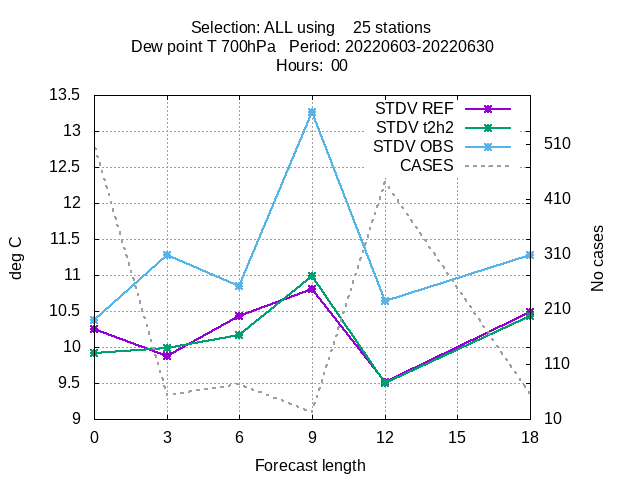 Selection: ALL using    25 stations
Dew point T 700hPa   Period: 20220603-20220630
Hours:  00
STDV REF
STDV t2h2
STDV OBS
CASES
13.5
13
12.5
12
11.5
11
10.5
10
9.5
9
deg C
510
410
310
210
110
10
No cases
0 3 6 9 12 15 18
Forecast length